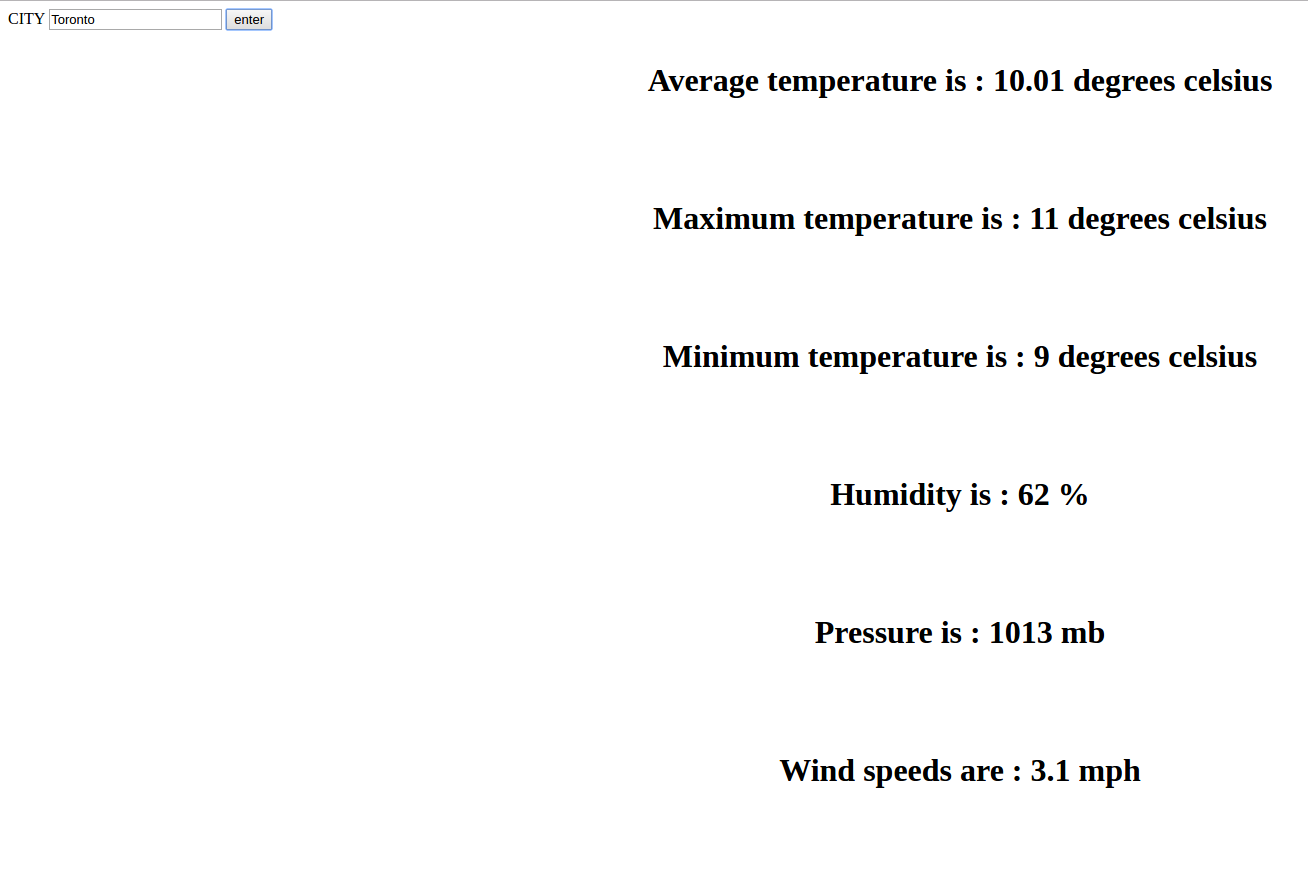 CITY Toronto enter
Average temperature is : 10.01 degrees celsius
Maximum temperature is : 11 degrees celsius
Minimum temperature is : 9 degrees celsius
Humidity is : 62 %
Pressure is : 1013 mb
Wind speeds are : 3.1 mph